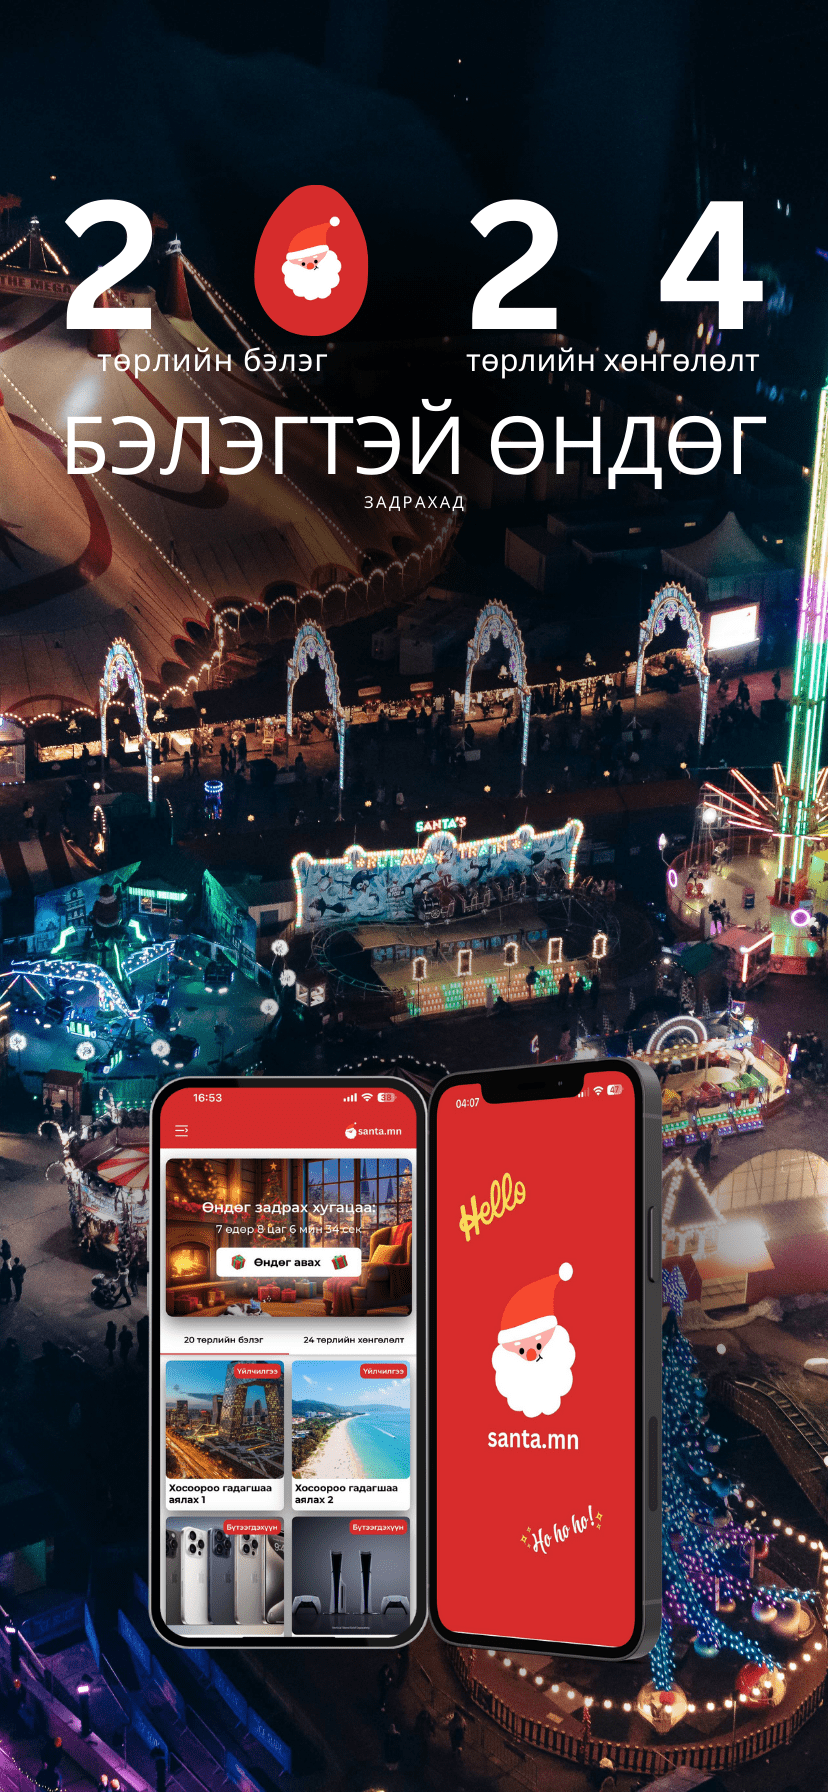 2 2 4
төрлийн бэлэг төрлийн хөнгөлөлт
БЭЛЭГТЭЙ ӨНДӨГ
ЗАДРАХАД
THE MEGA
SANTA'S
RUNAWAY TRAIN
16:53
38
santa.mn
Өндөг задрах хугацаа:
7 өдөр 8 цаг 6 мин 34 сек
Өндөг авах
20 төрлийн бэлэг
24 төрлийн хөнгөлөлт
Үйлчилгээ
Үйлчилгээ
Хосоороо гадагшаа
аялах 1
Хосоороо гадагшаа
аялах 2
Бүтээгдэхүүн
Бүтээгдэхүүн
04:07
47
Hello
santa.mn
Ho ho ho!